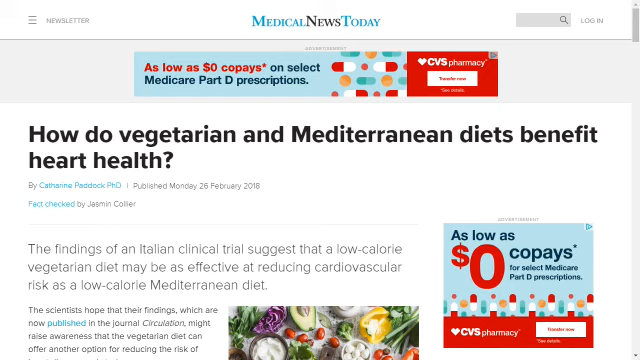 NEWSLETTER
MEDICALNEWSTODAY
LOG IN
ADVERTISEMENT
As low as $0 copays* on select
Medicare Part D prescriptions.
CVS pharmacy®
Transfer now
*See details.
How do vegetarian and Mediterranean diets benefit
heart health?
By Catharine Paddock PhD | Published Monday 26 February 2018
Fact checked by Jasmin Collier
The findings of an Italian clinical trial suggest that a low-calorie
vegetarian diet may be as effective at reducing cardiovascular
risk as a low-calorie Mediterranean diet.
The scientists hope that their findings, which are
now published in the journal Circulation, might
raise awareness that the vegetarian diet can
offer another option for reducing the risk of
ADVERTISEMENT
As low as
$0 copays*
for select Medicare
Part D prescriptions.
CVS pharmacy®
Transfer now
*See details.